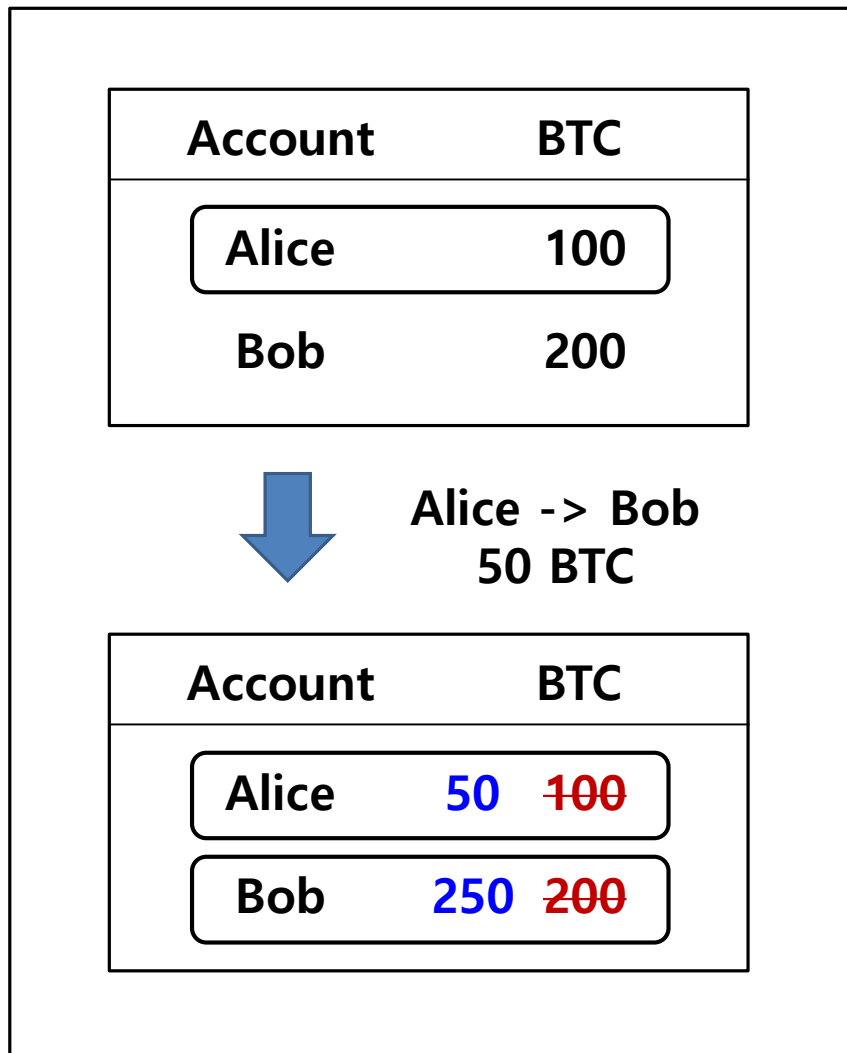 Account BTC
Alice 100
Bob 200
Alice -> Bob
50 BTC
Account BTC
Alice 50 100
Bob 250 200